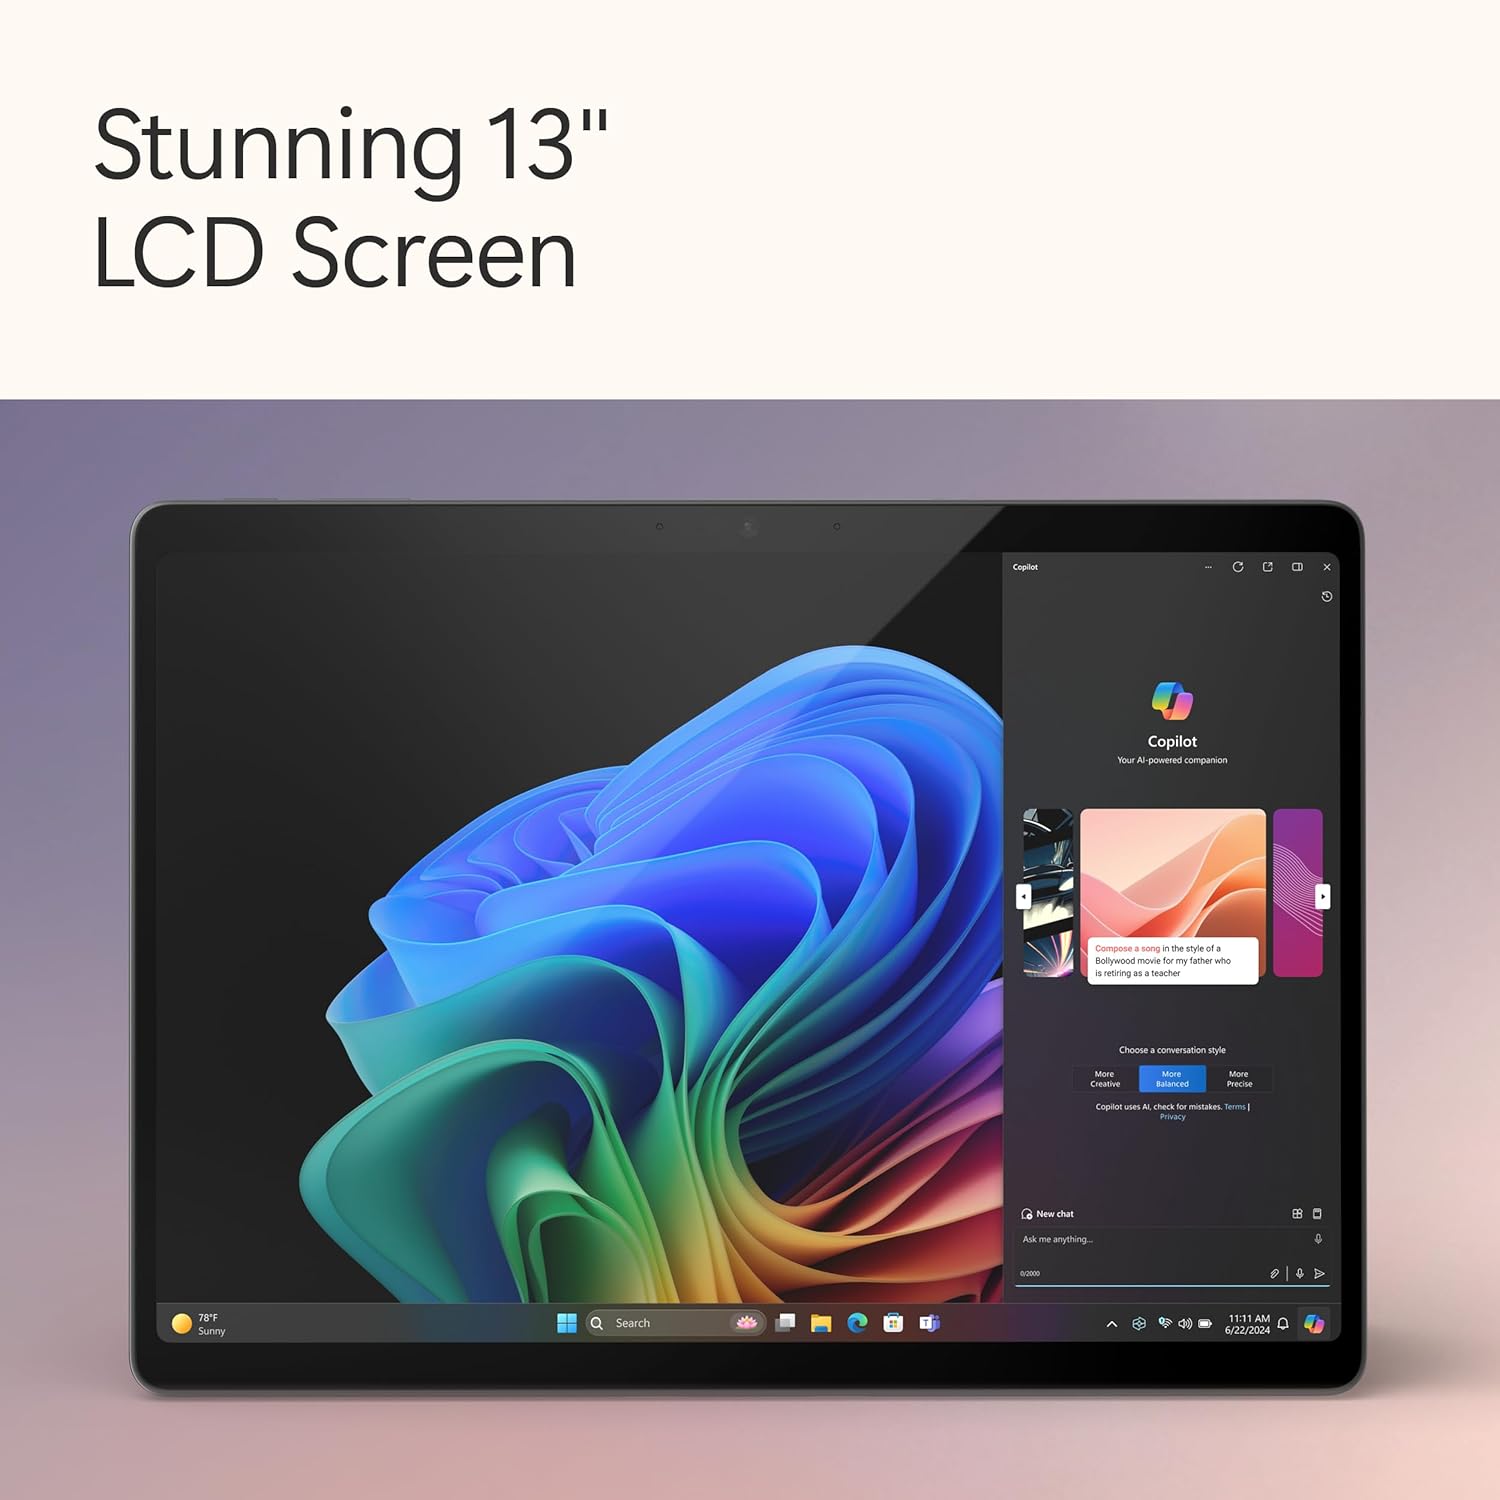 Stunning 13"
LCD Screen
Copilot
Copilot
Your AI-powered companion
Compose a song in the style of a
Bollywood movie for my father who
is retiring as a teacher
Choose a conversation style
More
Creative
More
Balanced
More
Precise
Copilot uses AI, check for mistakes. Terms |
Privacy
New chat
Ask me anything...
0/2000
78°F
Sunny
Search
11:11 AM
6/22/2024